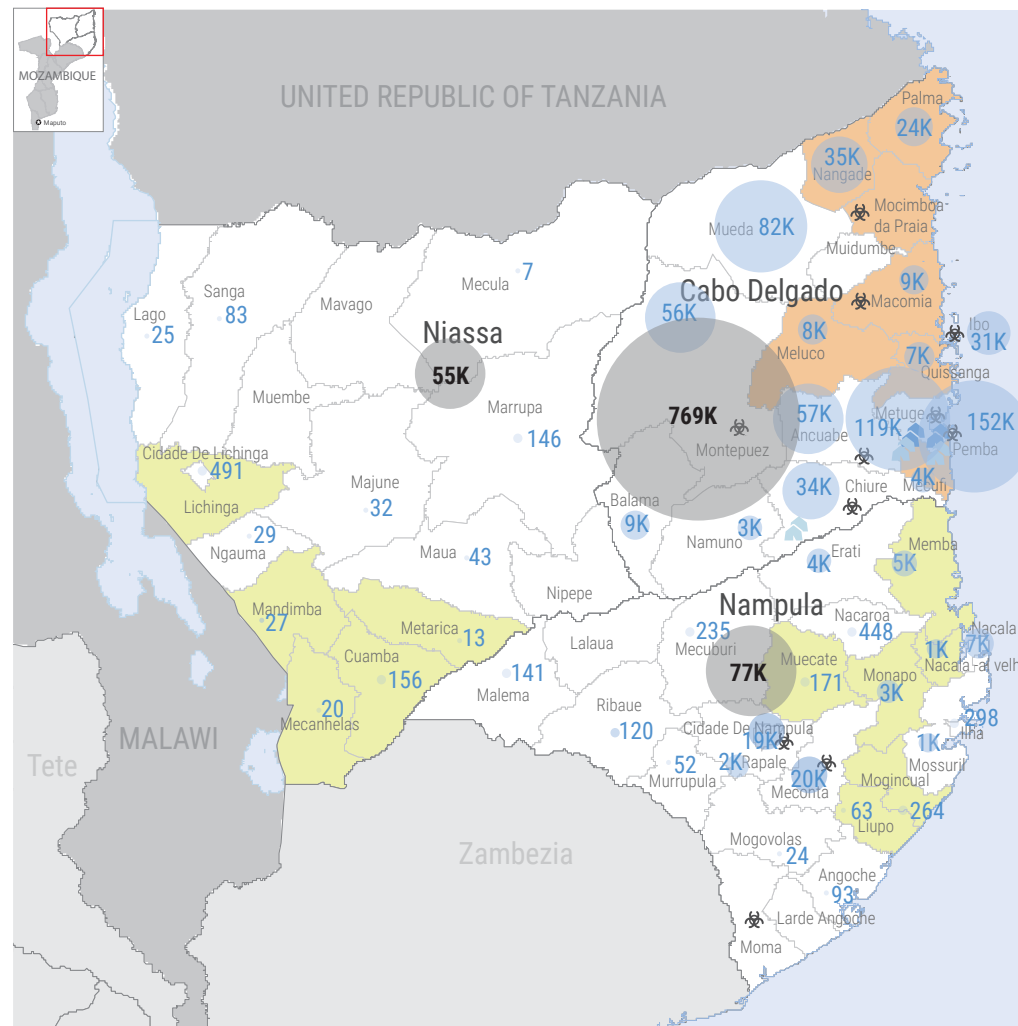 MOZAMBIQUE
Maputo
UNITED REPUBLIC OF TANZANIA
Palma
24K
35K
Nangade
Mocimboa
da Praia
Mueda 82K
Muidumbe
Mecula
7
Sanga
83
Mavago
Lago
25
Niassa
55K
Cabo Delgado
56K
9K
Macomia
8K
Meluco
Ibo
31K
7K
Quissanga
Muembe
Marrupa
146
769K
Montepuez
57K
Ancuabe
Metuge
119K
152K
Pemba
Cidade De Lichinga
491
Lichinga
Majune
32
34K
Chiure
4K
Mecufi
Balama
9K
3K
Namuno
29
Ngauma
Maua
43
4K
Erati
Memba
5K
Nipepe
Mandimba
27
Metarica
13
Nampula
Lalaua
235
Mecuburi
77K
Nacaroa
448
Nacala
7K
1K
Nacala-a velh
Cuamba
156
Muecate
171
Monapo
3K
141
Malema
20
Mecanhelas
MALAWI
Ribaue
120
Cidade De Nampula
19K
298
Ilha
1K
Mossuril
Tete
52
Murrupula
2K
Rapale
20K
Meconta
Mogincual
63
264
Liupo
Zambezia
Mogovolas
24
Angoche
93
Larde Angoche
Moma